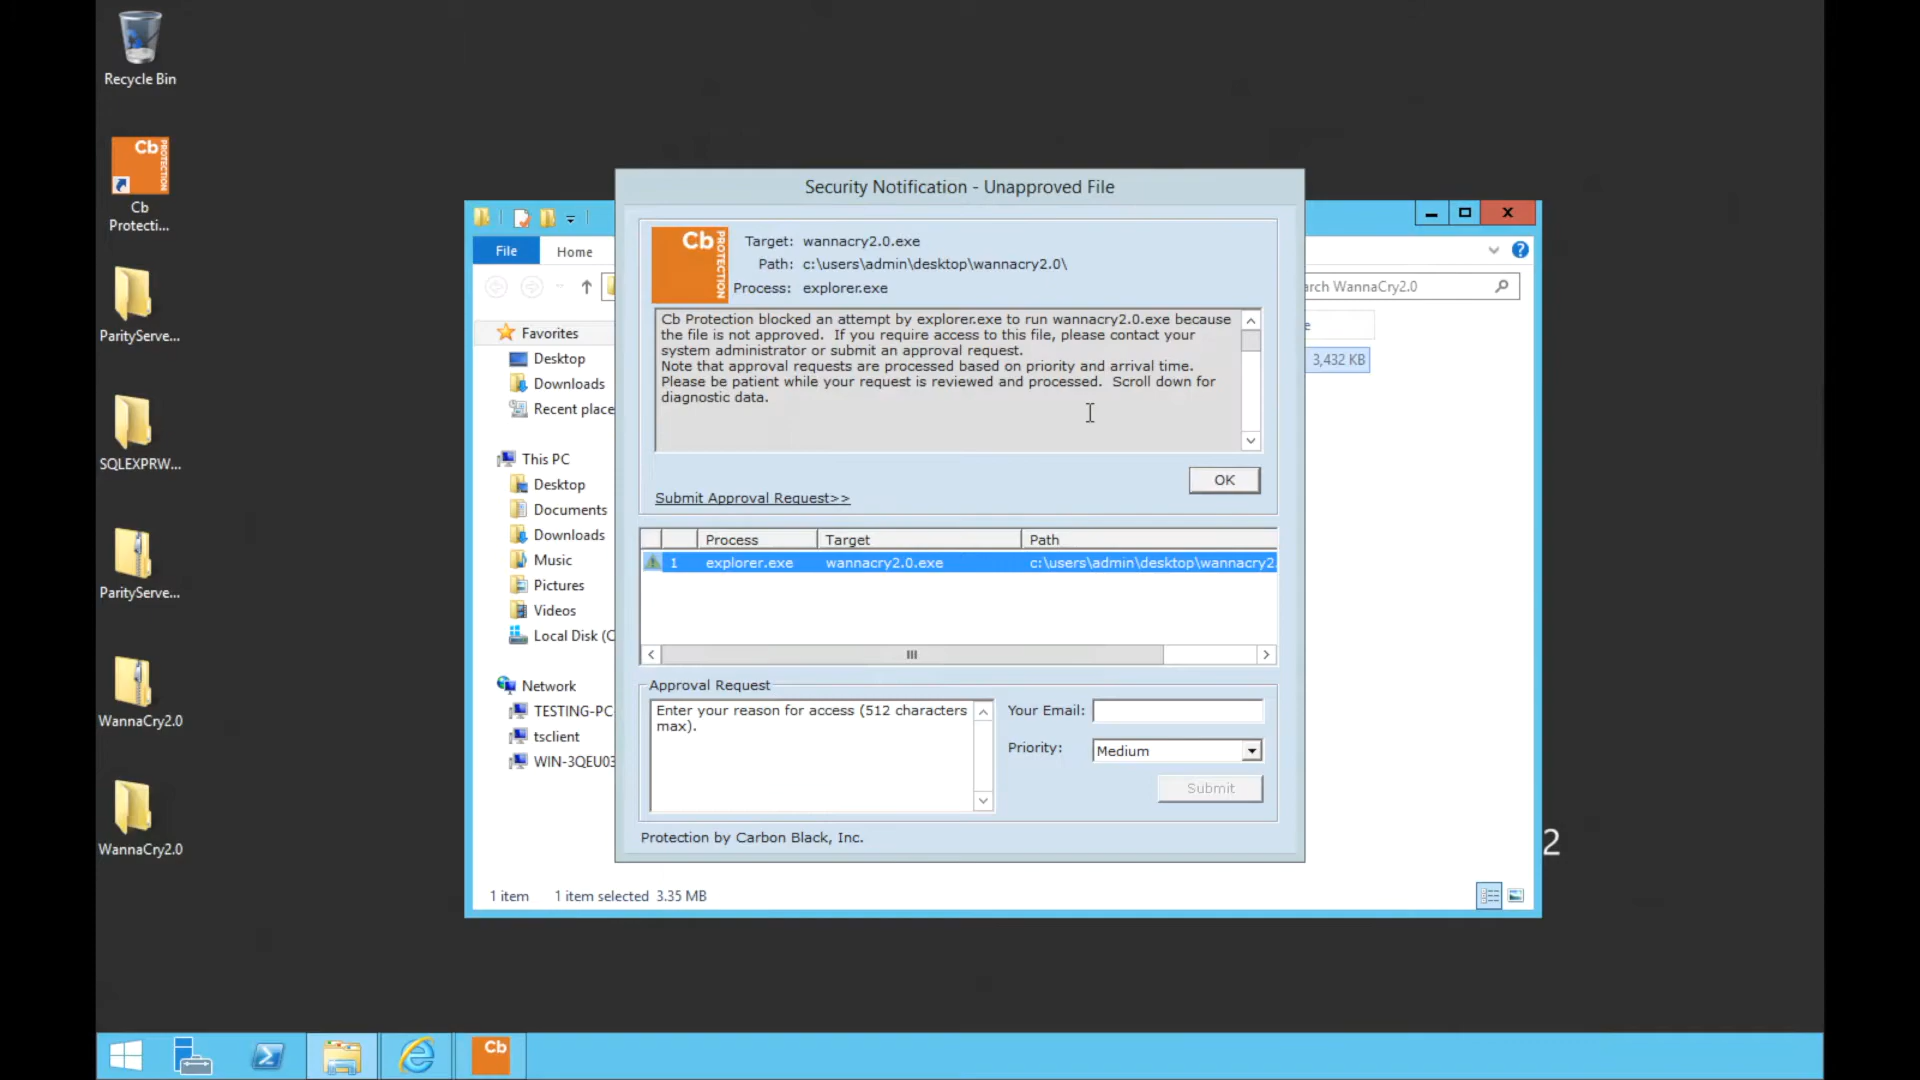 Recycle Bin
Cb
PROTECTION
Cb
Protecti...
ParityServe...
SQLEXPRW...
ParityServe...
WannaCry2.0
WannaCry2.0
File
Home
arch WannaCry2.0
e
3,432 KB
Favorites
Desktop
Downloads
Recent place
This PC
Desktop
Documents
Downloads
Music
Pictures
Videos
Local Disk (C
Network
TESTING-PC
tsclient
WIN-3QEU03
1 item
1 item selected 3.35 MB
2
Security Notification - Unapproved File
Cb
PROTECTION
Target: wannacry2.0.exe
Path: c:\users\admin\desktop\wannacry2.0\
Process: explorer.exe
Cb Protection blocked an attempt by explorer.exe to run wannacry2.0.exe because
the file is not approved. If you require access to this file, please contact your
system administrator or submit an approval request.
Note that approval requests are processed based on priority and arrival time.
Please be patient while your request is reviewed and processed. Scroll down for
diagnostic data.
OK
Submit Approval Request>>
Process Target Path
1 explorer.exe wannacry2.0.exe c:\users\admin\desktop\wannacry2.
Approval Request
Enter your reason for access (512 characters
max).
Your Email:
Priority: Medium
Submit
Protection by Carbon Black, Inc.
Cb